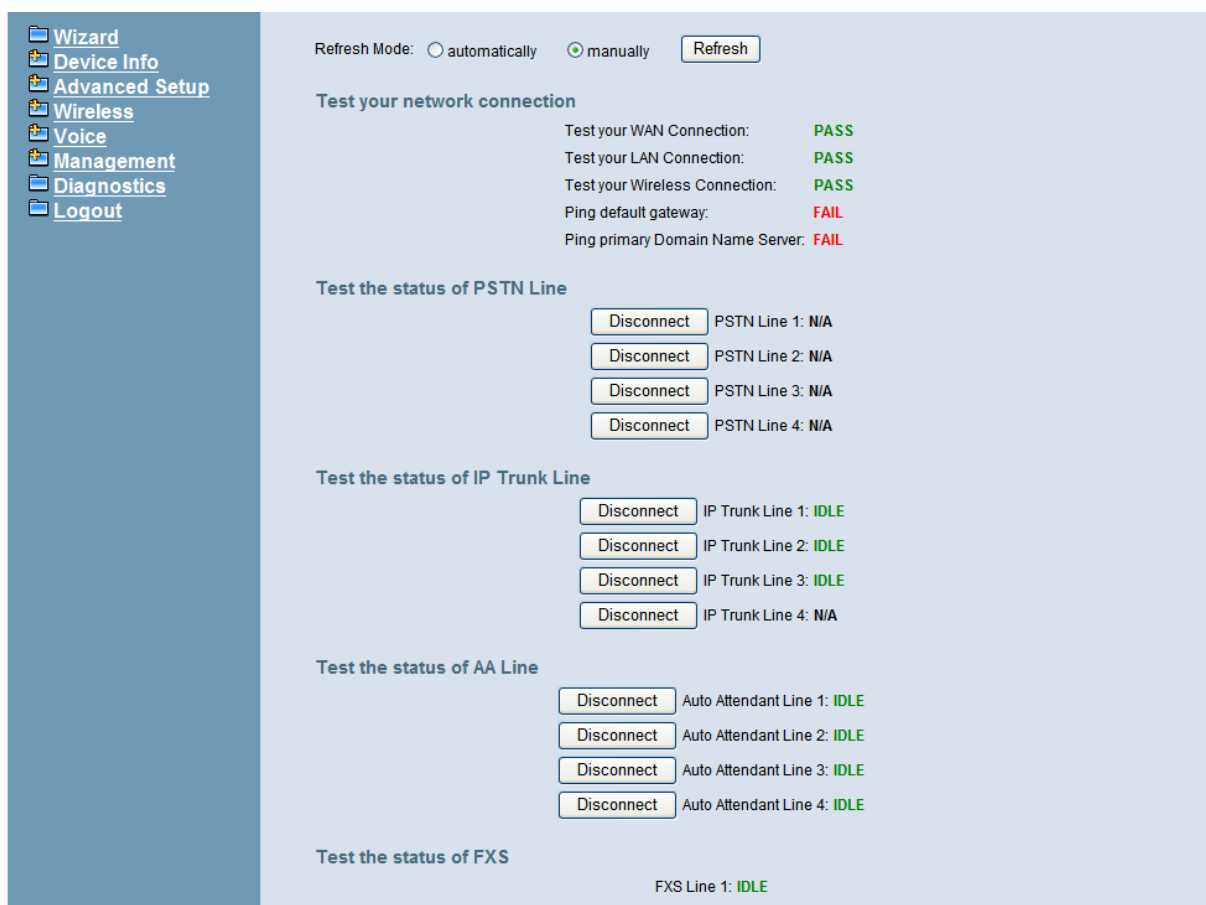 Wizard
Device Info
Advanced Setup
Wireless
Voice
Management
Diagnostics
Logout
Refresh Mode: automatically manually Refresh
Test your network connection
Test your WAN Connection: PASS
Test your LAN Connection: PASS
Test your Wireless Connection: PASS
Ping default gateway: FAIL
Ping primary Domain Name Server: FAIL
Test the status of PSTN Line
Disconnect PSTN Line 1: N/A
Disconnect PSTN Line 2: N/A
Disconnect PSTN Line 3: N/A
Disconnect PSTN Line 4: N/A
Test the status of IP Trunk Line
Disconnect IP Trunk Line 1: IDLE
Disconnect IP Trunk Line 2: IDLE
Disconnect IP Trunk Line 3: IDLE
Disconnect IP Trunk Line 4: N/A
Test the status of AA Line
Disconnect Auto Attendant Line 1: IDLE
Disconnect Auto Attendant Line 2: IDLE
Disconnect Auto Attendant Line 3: IDLE
Disconnect Auto Attendant Line 4: IDLE
Test the status of FXS
FXS Line 1: IDLE